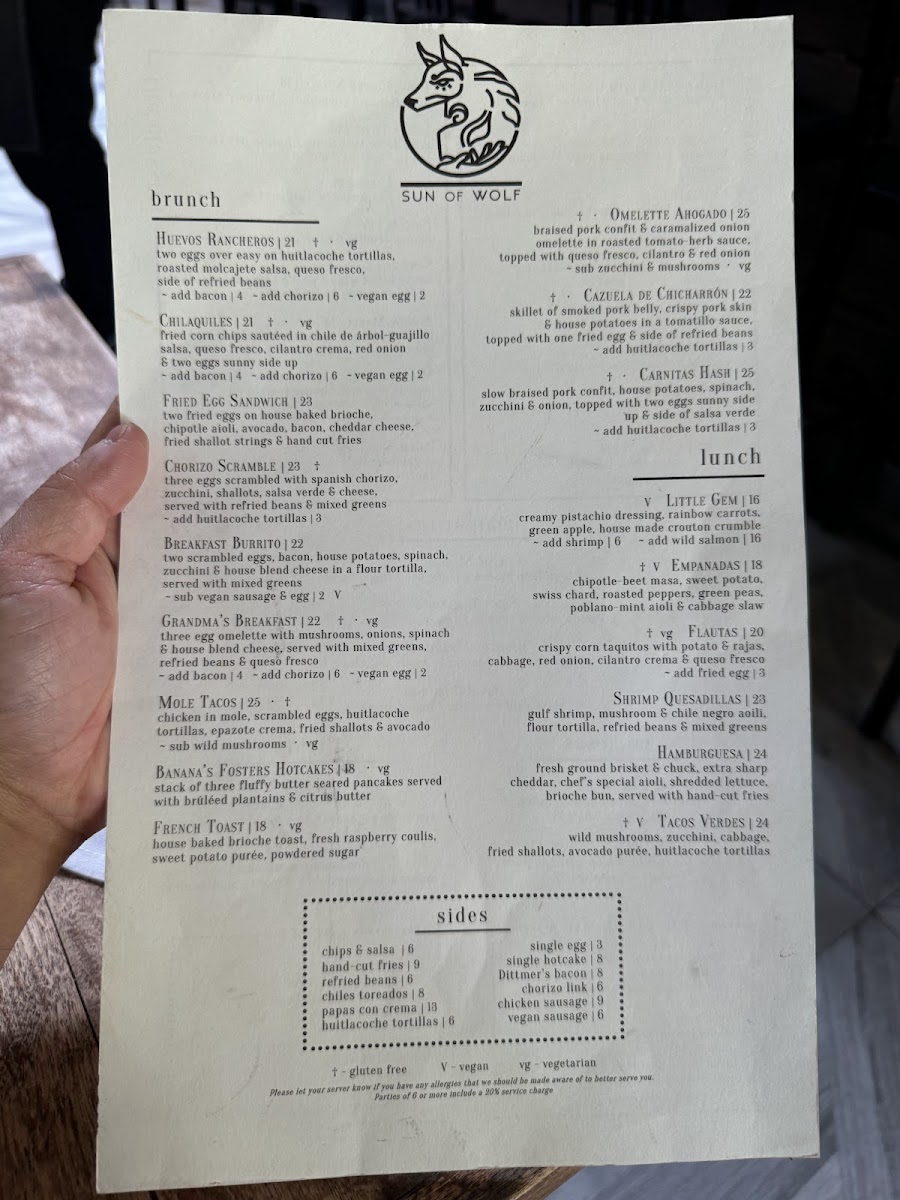 SUN OF WOLF
brunch
HUEVOS RANCHEROS | 21 † · vg
two eggs over easy on huitlacoche tortillas,
roasted molcajete salsa, queso fresco,
side of refried beans
~ add bacon | 4 ~ add chorizo | 6 ~ vegan egg | 2
CHILAQUILES | 21 † · vg
fried corn chips sautéed in chile de árbol-guajillo
salsa, queso fresco, cilantro crema, red onion
& two eggs sunny side up
~ add bacon | 4 ~ add chorizo | 6 ~ vegan egg | 2
FRIED EGG SANDWICH | 23
two fried eggs on house baked brioche,
chipotle aioli, avocado, bacon, cheddar cheese,
fried shallot strings & hand cut fries
CHORIZO SCRAMBLE | 23 †
three eggs scrambled with spanish chorizo,
zucchini, shallots, salsa verde & cheese,
served with refried beans & mixed greens
~ add huitlacoche tortillas | 3
BREAKFAST BURRITO | 22
two scrambled eggs, bacon, house potatoes, spinach,
zucchini & house blend cheese in a flour tortilla,
served with mixed greens
~ sub vegan sausage & egg | 2 V
GRANDMA'S BREAKFAST | 22 † · vg
three egg omelette with mushrooms, onions, spinach
& house blend cheese, served with mixed greens,
refried beans & queso fresco
~ add bacon | 4 ~ add chorizo | 6 ~ vegan egg | 2
MOLE TACOS | 25 · †
chicken in mole, scrambled eggs, huitlacoche
tortillas, epazote crema, fried shallots & avocado
~ sub wild mushrooms · vg
BANANA'S FOSTERS HOTCAKES | 18 · vg
stack of three fluffy butter seared pancakes served
with brûléed plantains & citrus butter
FRENCH TOAST | 18 · vg
house baked brioche toast, fresh raspberry coulis,
sweet potato purée, powdered sugar
† · OMELETTE AHOGADO | 25
braised pork confit & caramalized onion
omelette in roasted tomato-herb sauce,
topped with queso fresco, cilantro & red onion
~ sub zucchini & mushrooms · vg
† · CAZUELA DE CHICHARRÓN | 22
skillet of smoked pork belly, crispy pork skin
& house potatoes in a tomatillo sauce,
topped with one fried egg & side of refried beans
~ add huitlacoche tortillas | 3
† · CARNITAS HASH | 25
slow braised pork confit, house potatoes, spinach,
zucchini & onion, topped with two eggs sunny side
up & side of salsa verde
~ add huitlacoche tortillas | 3
lunch
V LITTLE GEM | 16
creamy pistachio dressing, rainbow carrots,
green apple, house made crouton crumble
~ add shrimp | 6 ~ add wild salmon | 16
† V EMPANADAS | 18
chipotle-beet masa, sweet potato,
swiss chard, roasted peppers, green peas,
poblano-mint aioli & cabbage slaw
† vg FLAUTAS | 20
crispy corn taquitos with potato & rajas,
cabbage, red onion, cilantro crema & queso fresco
~ add fried egg | 3
SHRIMP QUESADILLAS | 23
gulf shrimp, mushroom & chile negro aoili,
flour tortilla, refried beans & mixed greens
HAMBURGUESA | 24
fresh ground brisket & chuck, extra sharp
cheddar, chef's special aioli, shredded lettuce,
brioche bun, served with hand-cut fries
† V TACOS VERDES | 24
wild mushrooms, zucchini, cabbage,
fried shallots, avocado purée, huitlacoche tortillas
sides
chips & salsa | 6
hand-cut fries | 9
refried beans | 6
chiles toreados | 8
papas con crema | 13
huitlacoche tortillas | 6
single egg | 3
single hotcake | 8
Dittmer's bacon | 8
chorizo link | 6
chicken sausage | 9
vegan sausage | 6
† - gluten free V - vegan vg - vegetarian
Please let your server know if you have any allergies that we should be made aware of to better serve you.
Parties of 6 or more include a 20% service charge